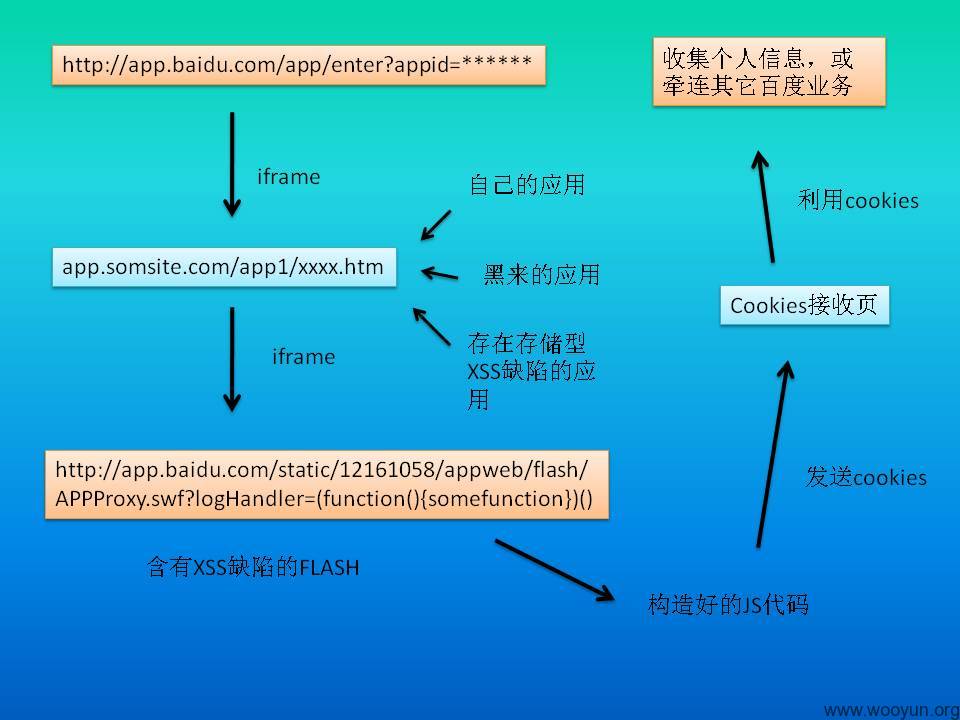 http://app.baidu.com/app/enter?appid=******
收集个人信息，或
牵连其它百度业务
iframe
自己的应用
利用cookies
app.somsite.com/app1/xxxx.htm
黑来的应用
Cookies接收页
iframe
存在存储型
XSS缺陷的应
用
http://app.baidu.com/static/12161058/appweb/flash/
APPProxy.swf?logHandler=(function(){somefunction})()
发送cookies
含有XSS缺陷的FLASH
构造好的JS代码
www.wooyun.org